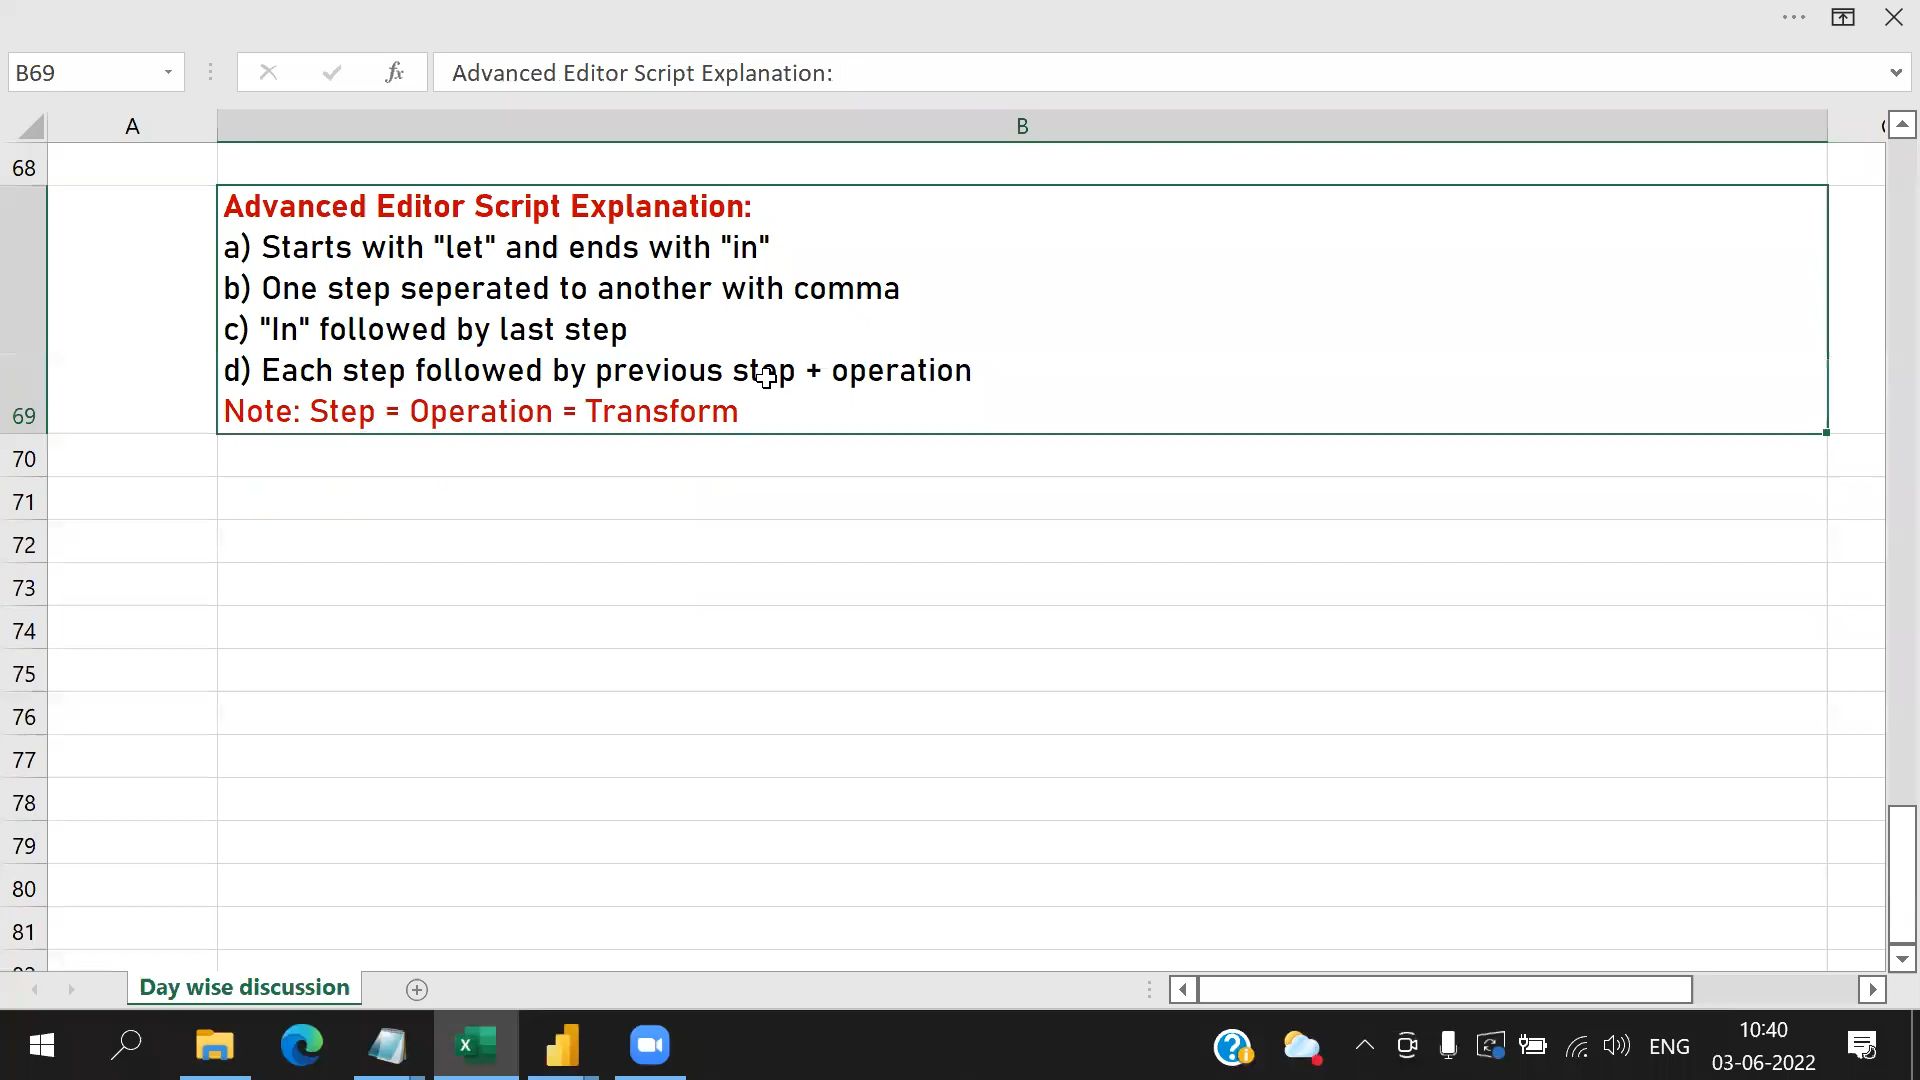 B69
fx
Advanced Editor Script Explanation:
A
B
68
Advanced Editor Script Explanation:
a) Starts with "let" and ends with "in"
b) One step seperated to another with comma
c) "In" followed by last step
d) Each step followed by previous step + operation
Note: Step = Operation = Transform
69
70
71
72
73
74
75
76
77
78
79
80
81
Day wise discussion
ENG
10:40
03-06-2022